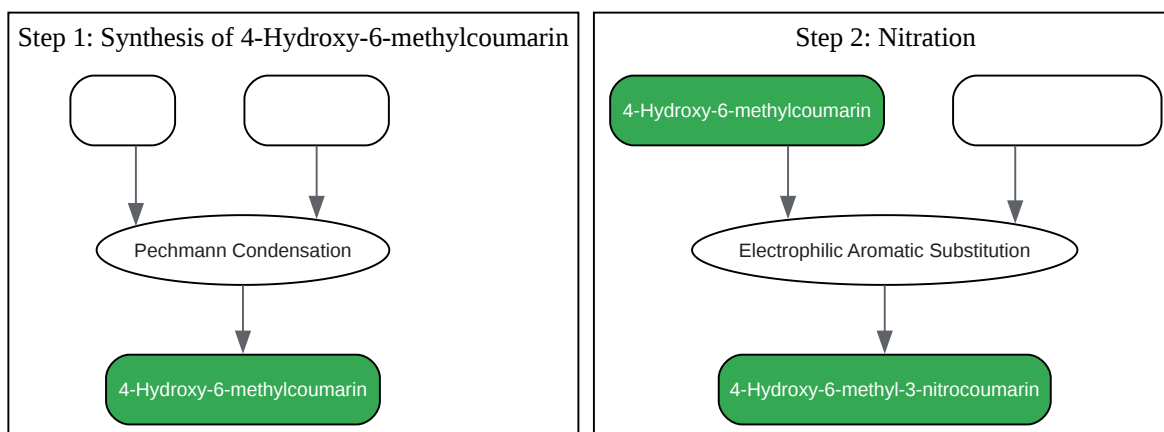 Step 1: Synthesis of 4-Hydroxy-6-methylcoumarin
Pechmann Condensation
4-Hydroxy-6-methylcoumarin
Step 2: Nitration
4-Hydroxy-6-methylcoumarin
Electrophilic Aromatic Substitution
4-Hydroxy-6-methyl-3-nitrocoumarin